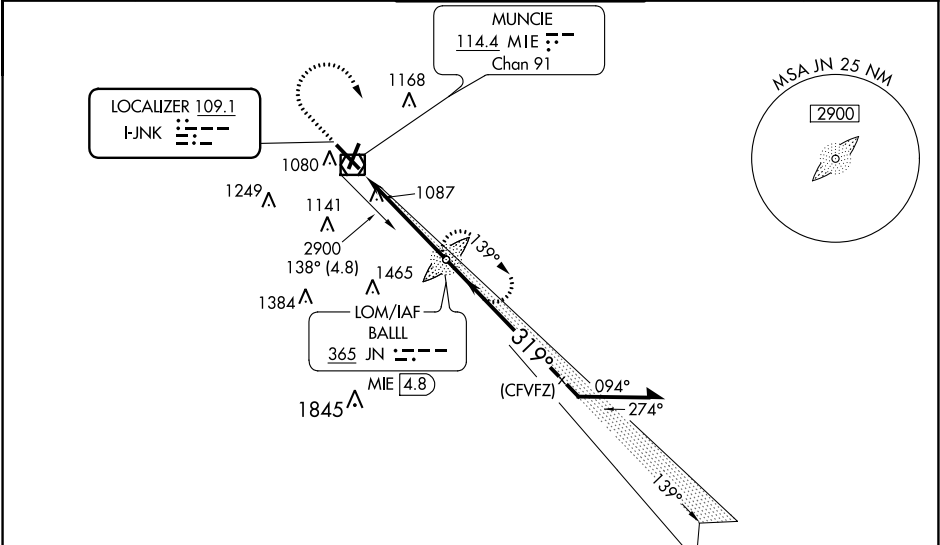 MUNCIE
114.4 MIE
Chan 91
MSA JN 25 NM
2900
LOCALIZER 109.1
I-JNK
1168
1080
1087
1249
1141
2900
138° (4.8)
139°
1465
1384
LOM/IAF
BALLL
365 JN
MIE 4.8
1845
319°
(CFVFZ)
094°
274°
139°